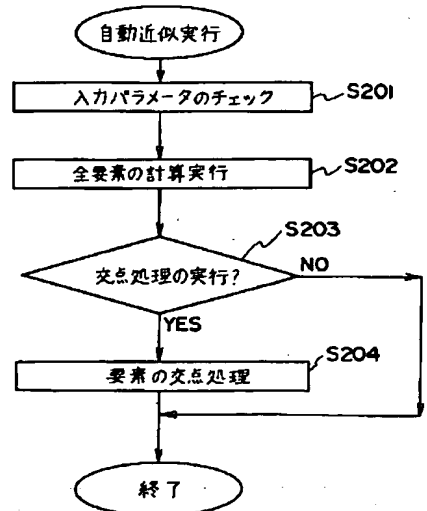 自動近似実行
入力パラメータのチェック
S201
全要素の計算実行
S202
S203
交点処理の実行?
NO
YES
S204
要素の交点処理
終了